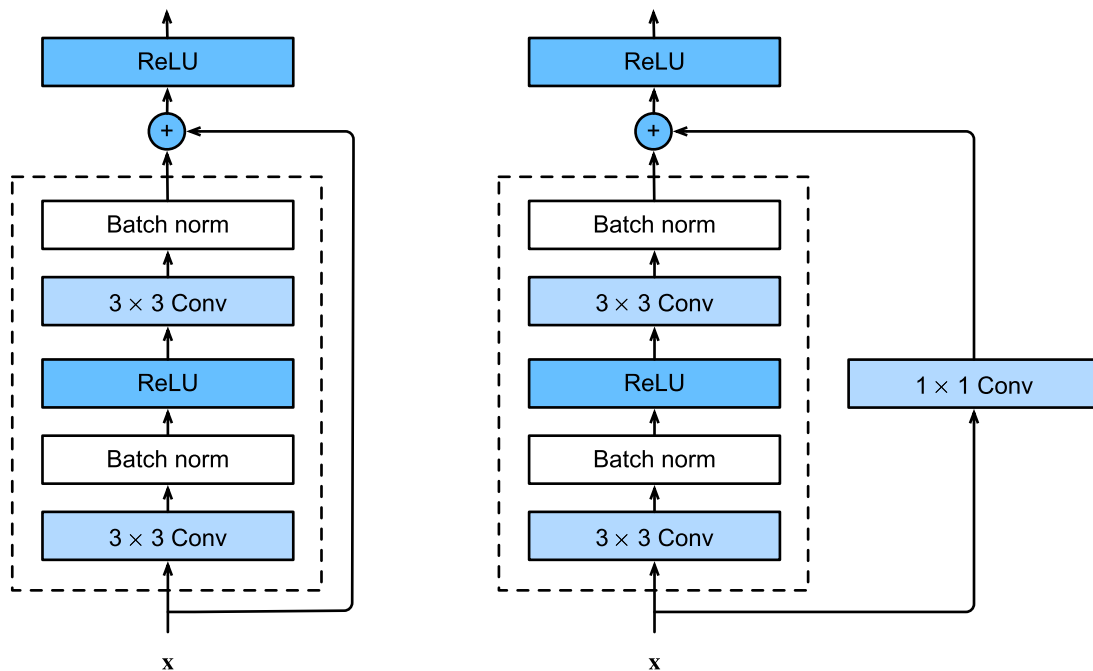 ReLU
+
Batch norm
3 × 3 Conv
ReLU
Batch norm
3 × 3 Conv
x
ReLU
+
Batch norm
3 × 3 Conv
ReLU
Batch norm
3 × 3 Conv
x
1 × 1 Conv